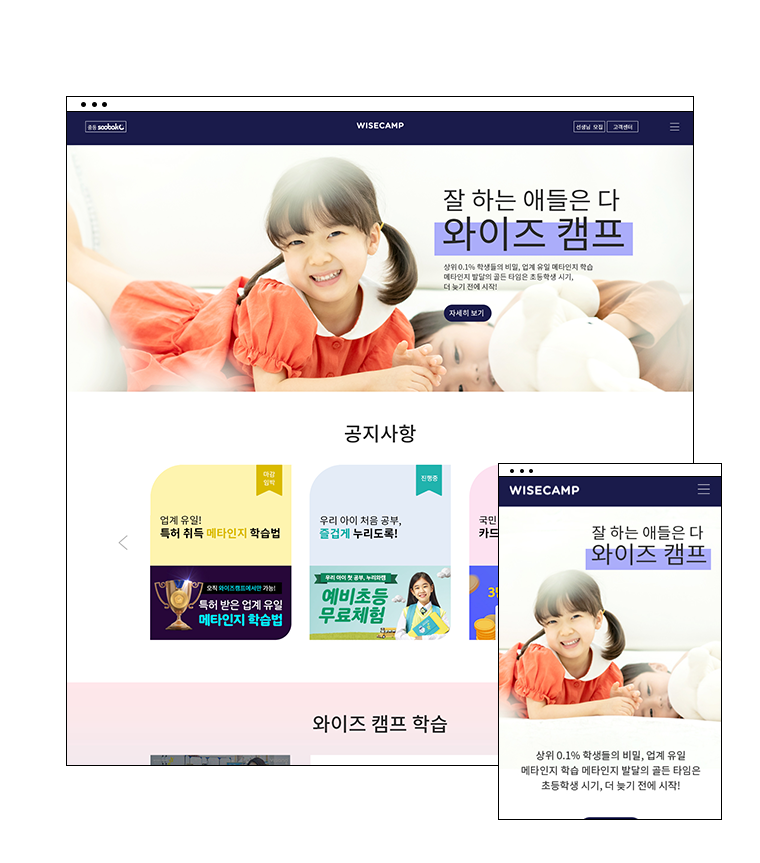 중등 soobakc
WISECAMP
선생님 모집
고객센터
잘 하는 애들은 다
와이즈 캠프
상위 0.1% 학생들의 비밀, 업계 유일 메타인지 학습
메타인지 발달의 골든 타임은 초등학생 시기,
더 늦기 전에 시작!
자세히 보기
공지사항
마감
임박
업계 유일!
특허 취득 메타인지 학습법
오직 와이즈캠프에서만 가능!
특허 받은 업계 유일
메타인지 학습법
진행중
우리 아이 처음 공부,
즐겁게 누리도록!
우리 아이 첫 공부, 누리와캠
예비초등
무료체험
국민
카드
3
와이즈 캠프 학습
WISECAMP
잘 하는 애들은 다
와이즈 캠프
상위 0.1% 학생들의 비밀, 업계 유일
메타인지 학습 메타인지 발달의 골든 타임은
초등학생 시기, 더 늦기 전에 시작!